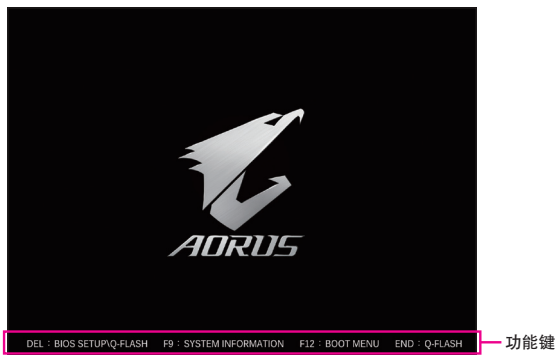 AORUS
DEL : BIOS SETUP\Q-FLASH F9 : SYSTEM INFORMATION F12 : BOOT MENU END : Q-FLASH
功能键